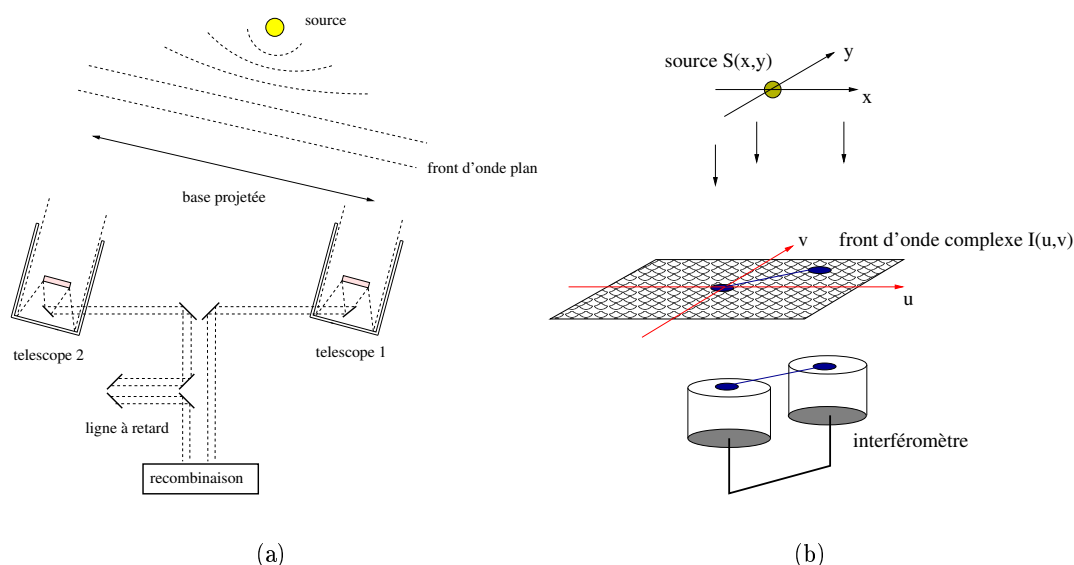 source
front d'onde plan
base projetée
telescope 2
telescope 1
ligne à retard
recombinaison
(a)
source S(x,y)
y
x
v
front d'onde complexe I(u,v)
u
interféromètre
(b)